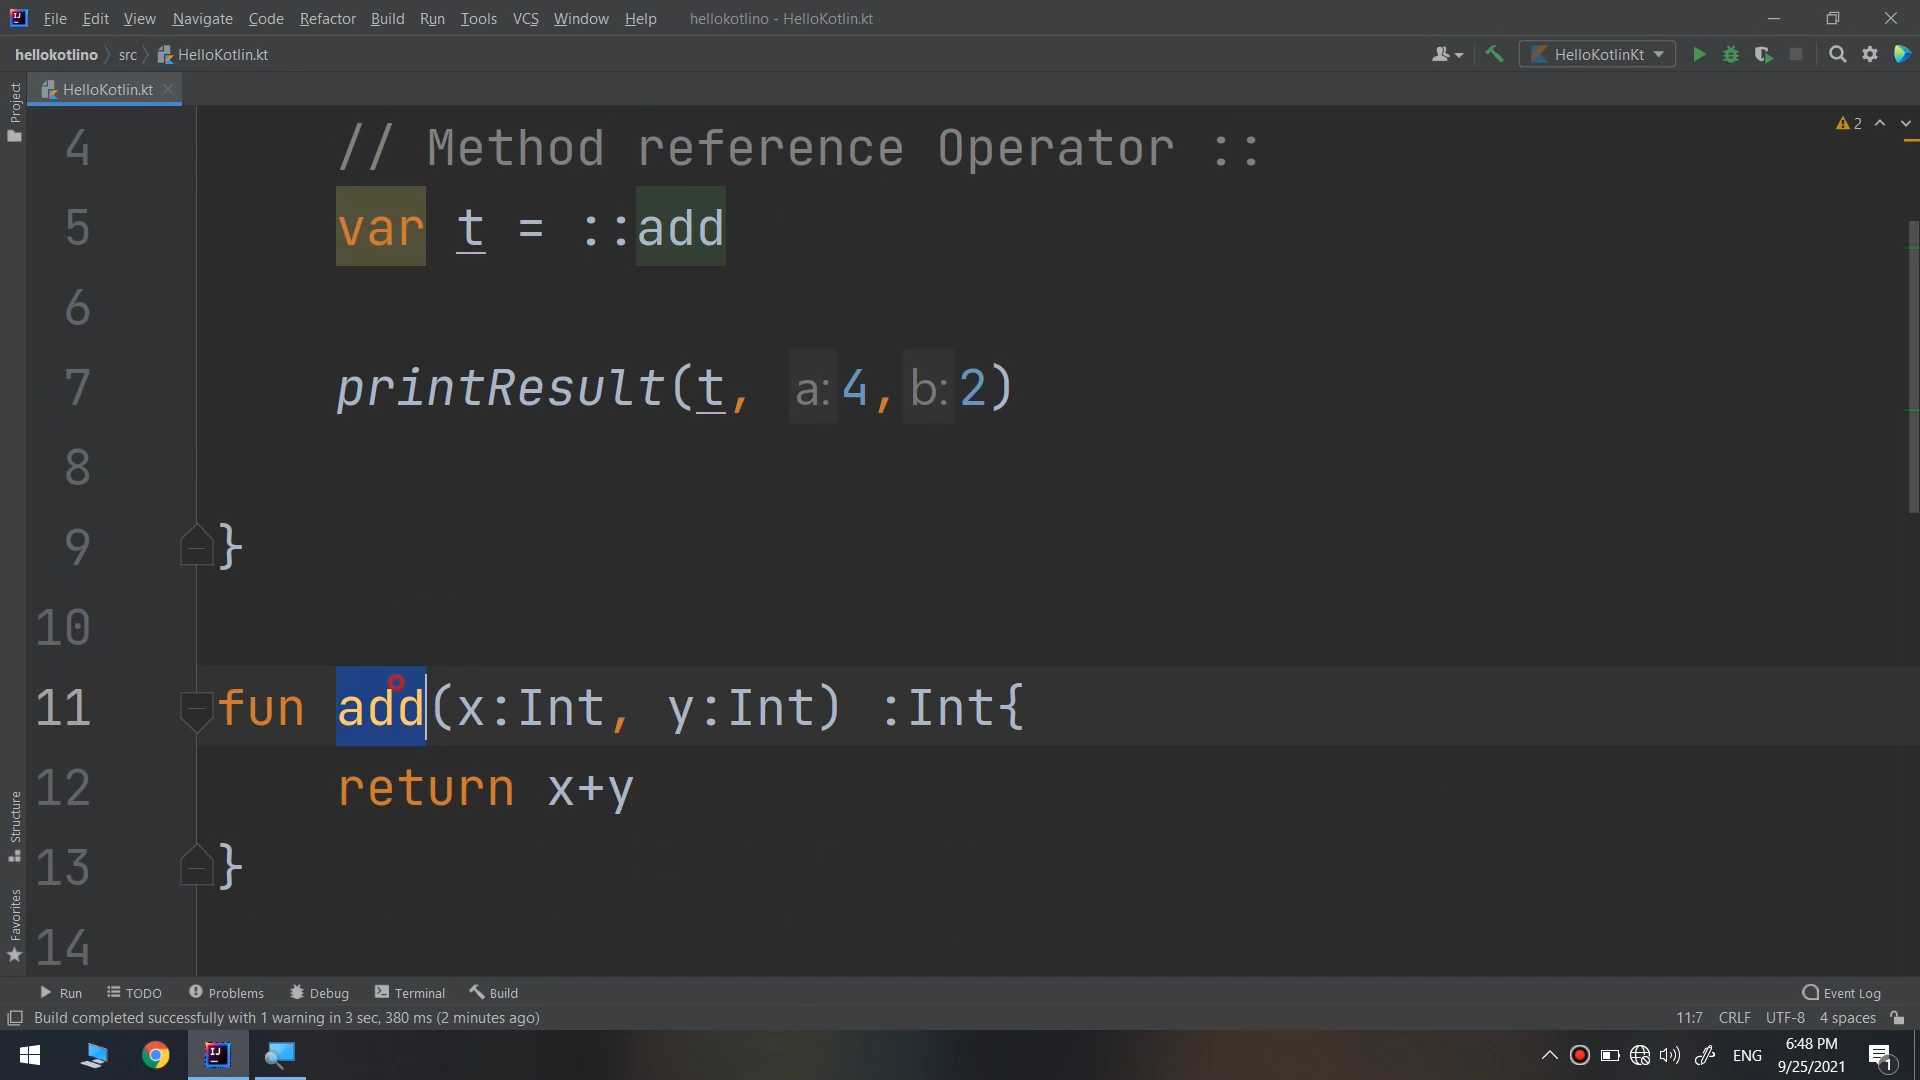 File Edit View Navigate Code Refactor Build Run Tools VCS Window Help hellokotlino - HelloKotlin.kt
hellokotlino src HelloKotlin.kt HelloKotlinKt
HelloKotlin.kt
Project
2
4 // Method reference Operator ::
5 var t = ::add
6
7 printResult(t, a:4,b:2)
8
9 }
10
11 fun add(x:Int, y:Int) :Int{
12 return x+y
13 }
14
Structure
Favorites
Run TODO Problems Debug Terminal Build Event Log
Build completed successfully with 1 warning in 3 sec, 380 ms (2 minutes ago) 11:7 CRLF UTF-8 4 spaces
ENG 6:48 PM
9/25/2021
1